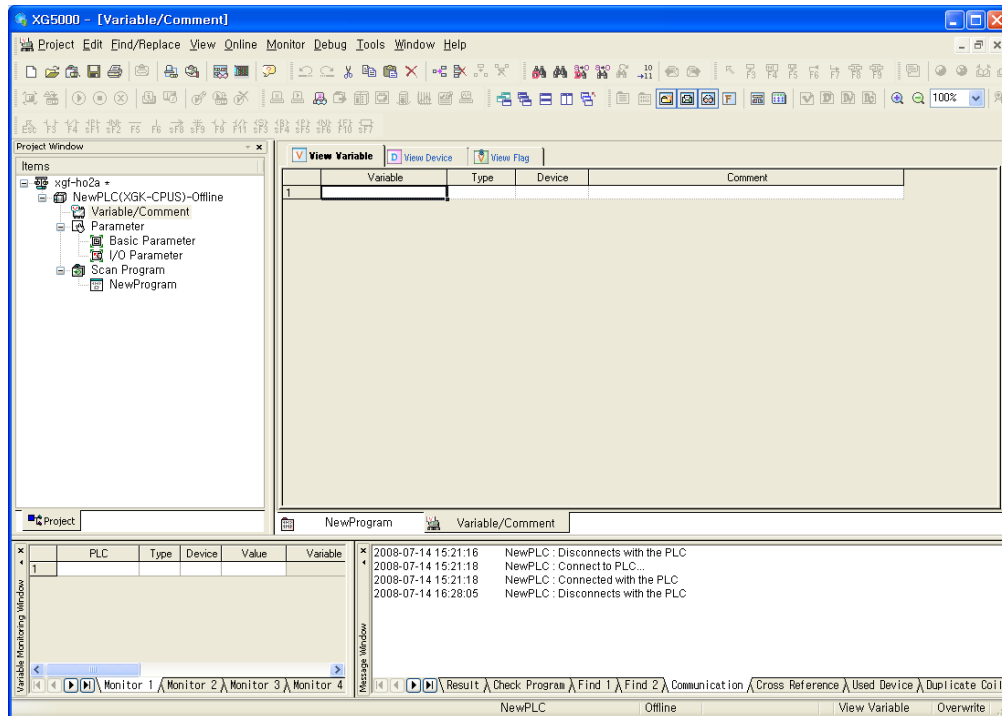 XG5000 - [Variable/Comment]
Project Edit Find/Replace View Online Monitor Debug Tools Window Help
100%
Project Window
Items
xgf-ho2a *
NewPLC(XGK-CPUS)-Offline
Variable/Comment
Parameter
Basic Parameter
I/O Parameter
Scan Program
NewProgram
Project
View Variable View Device View Flag
Variable Type Device Comment
1
NewProgram Variable/Comment
Variable Monitoring Window
PLC Type Device Value Variable
1
Monitor 1 Monitor 2 Monitor 3 Monitor 4
Message Window
2008-07-14 15:21:16 NewPLC : Disconnects with the PLC
2008-07-14 15:21:18 NewPLC : Connect to PLC...
2008-07-14 15:21:18 NewPLC : Connected with the PLC
2008-07-14 16:28:05 NewPLC : Disconnects with the PLC
Result Check Program Find 1 Find 2 Communication Cross Reference Used Device Duplicate Coil
NewPLC Offline View Variable Overwrite